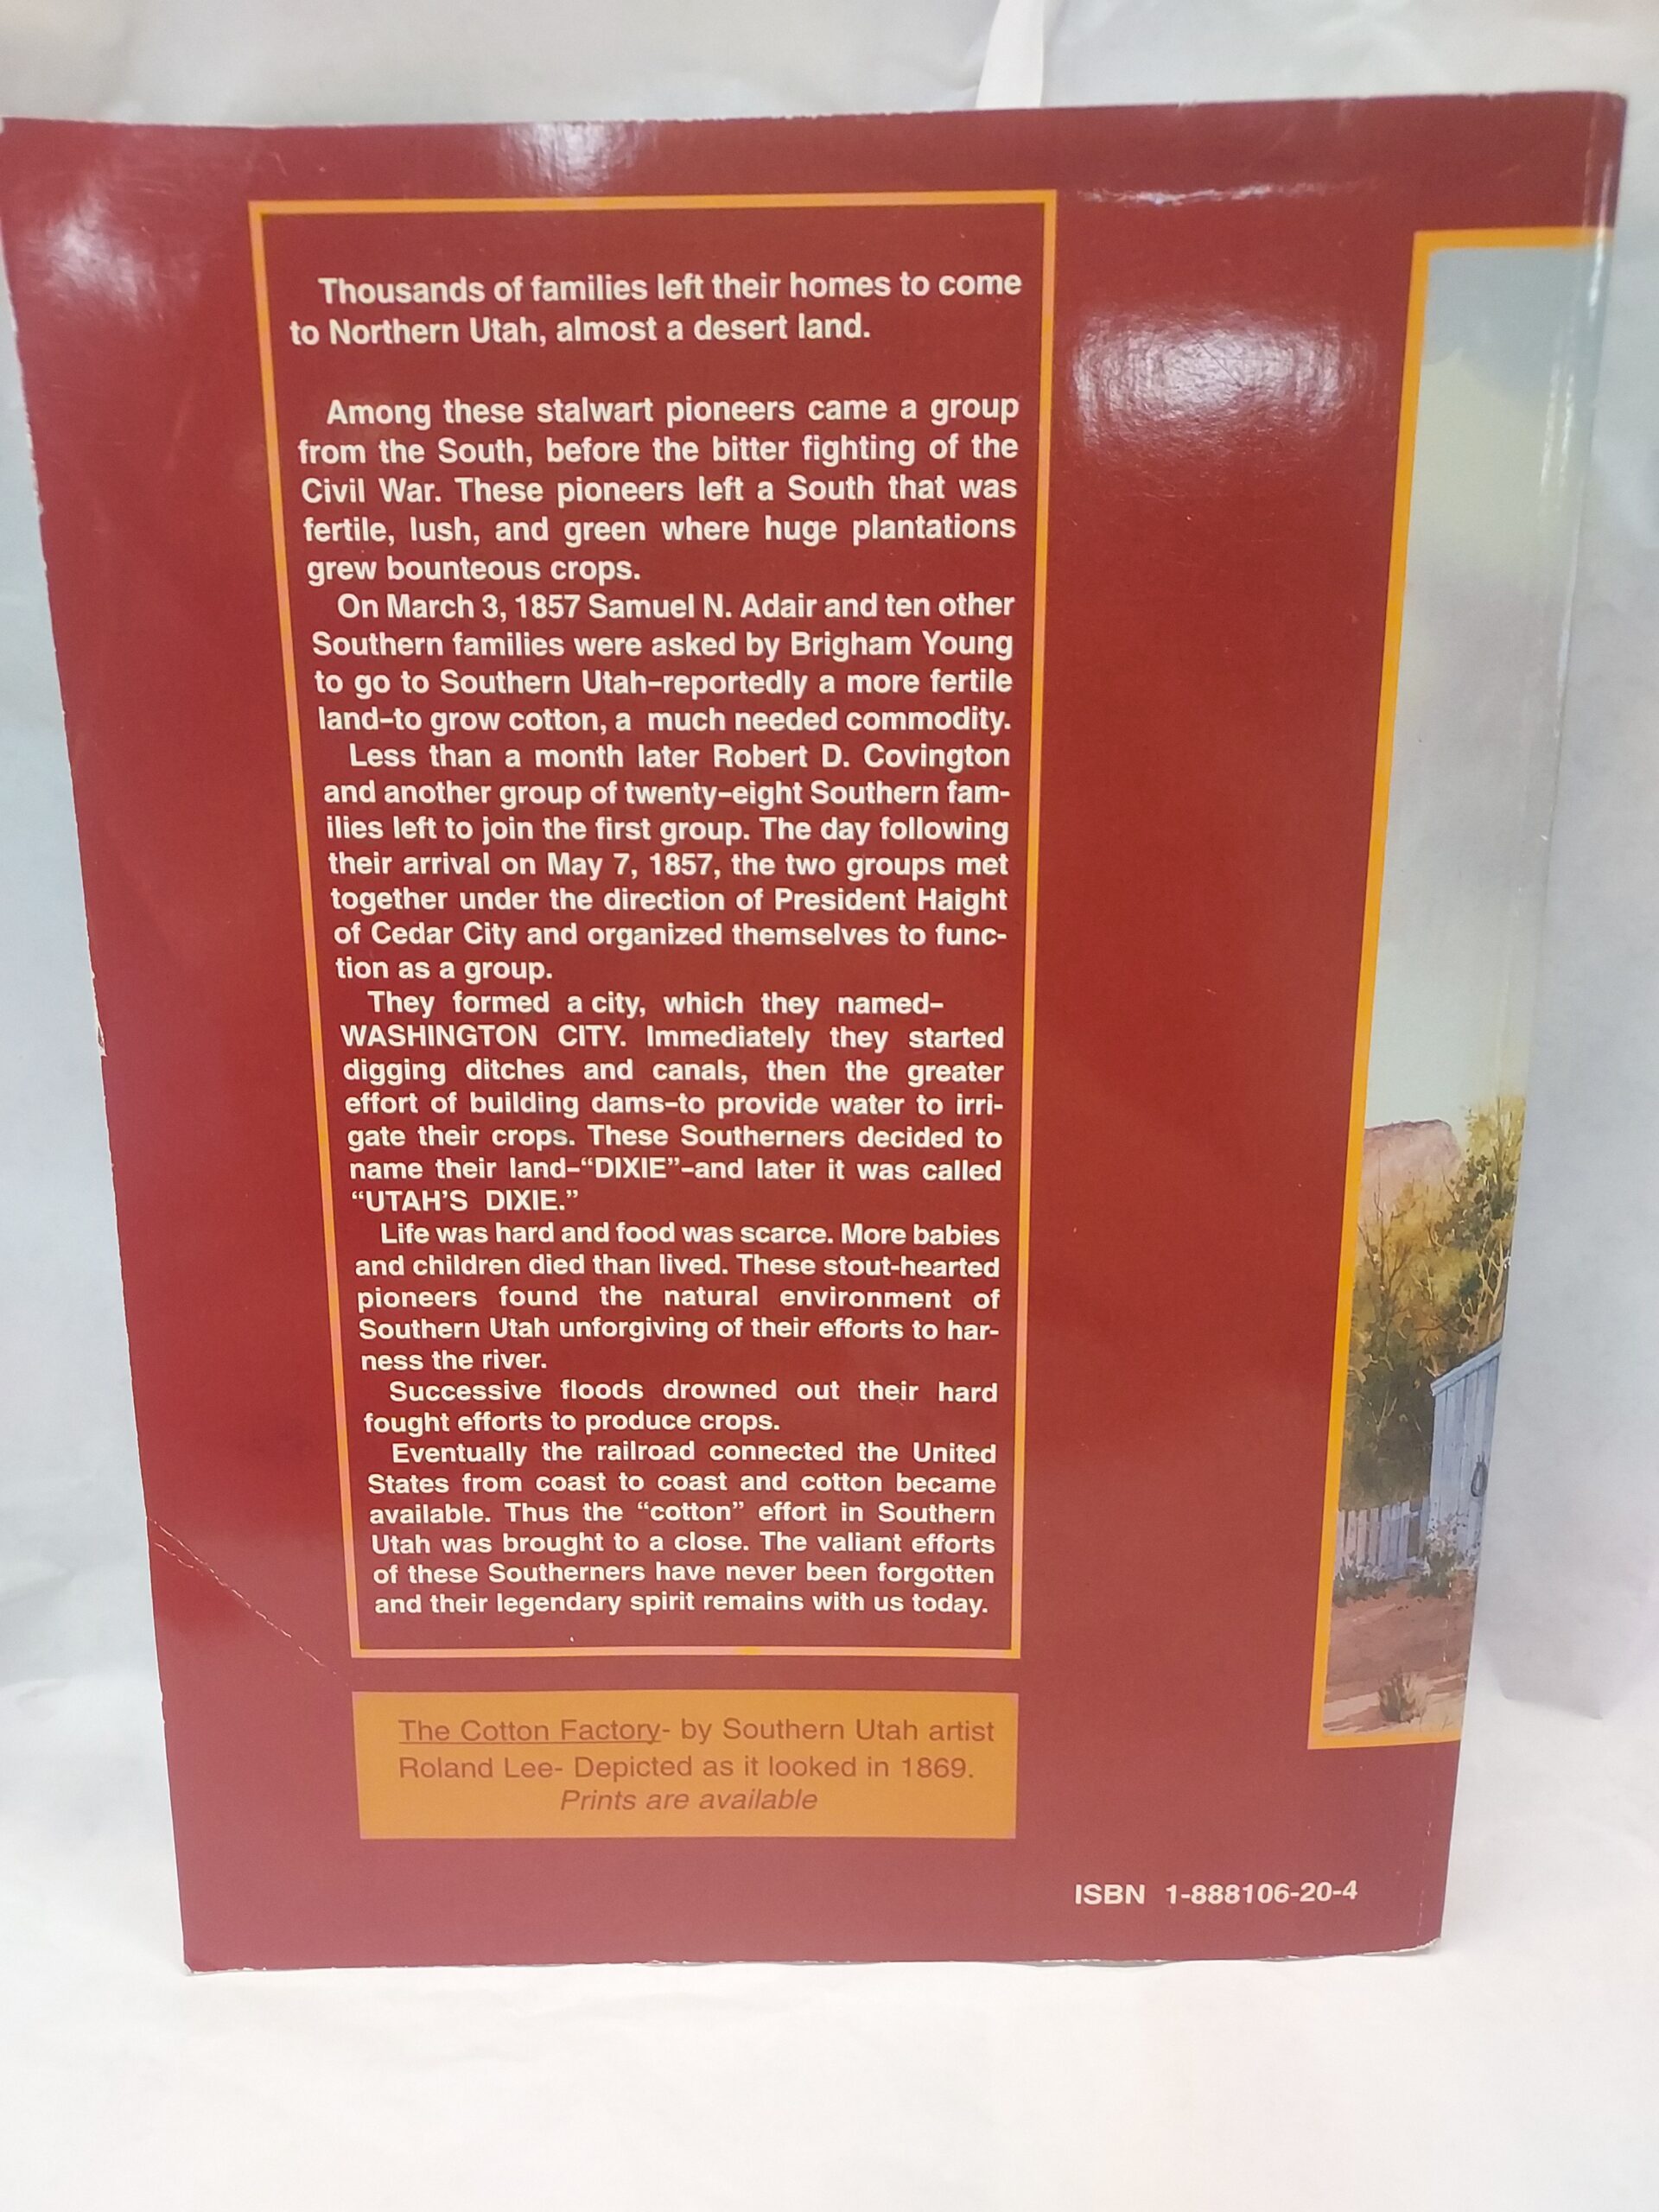 Thousands of families left their homes to come
to Northern Utah, almost a desert land.
Among these stalwart pioneers came a group
from the South, before the bitter fighting of the
Civil War. These pioneers left a South that was
fertile, lush, and green where huge plantations
grew bounteous crops.
On March 3, 1857 Samuel N. Adair and ten other
Southern families were asked by Brigham Young
to go to Southern Utah–reportedly a more fertile
land–to grow cotton, a much needed commodity.
Less than a month later Robert D. Covington
and another group of twenty–eight Southern fam-
ilies left to join the first group. The day following
their arrival on May 7, 1857, the two groups met
together under the direction of President Haight
of Cedar City and organized themselves to func-
tion as a group.
They formed a city, which they named–
WASHINGTON CITY. Immediately they started
digging ditches and canals, then the greater
effort of building dams–to provide water to irri-
gate their crops. These Southerners decided to
name their land–“DIXIE”–and later it was called
“UTAH’S DIXIE.”
Life was hard and food was scarce. More babies
and children died than lived. These stout-hearted
pioneers found the natural environment of
Southern Utah unforgiving of their efforts to har-
ness the river.
Successive floods drowned out their hard
fought efforts to produce crops.
Eventually the railroad connected the United
States from coast to coast and cotton became
available. Thus the “cotton” effort in Southern
Utah was brought to a close. The valiant efforts
of these Southerners have never been forgotten
and their legendary spirit remains with us today.
The Cotton Factory- by Southern Utah artist
Roland Lee- Depicted as it looked in 1869.
Prints are available
ISBN 1-888106-20-4